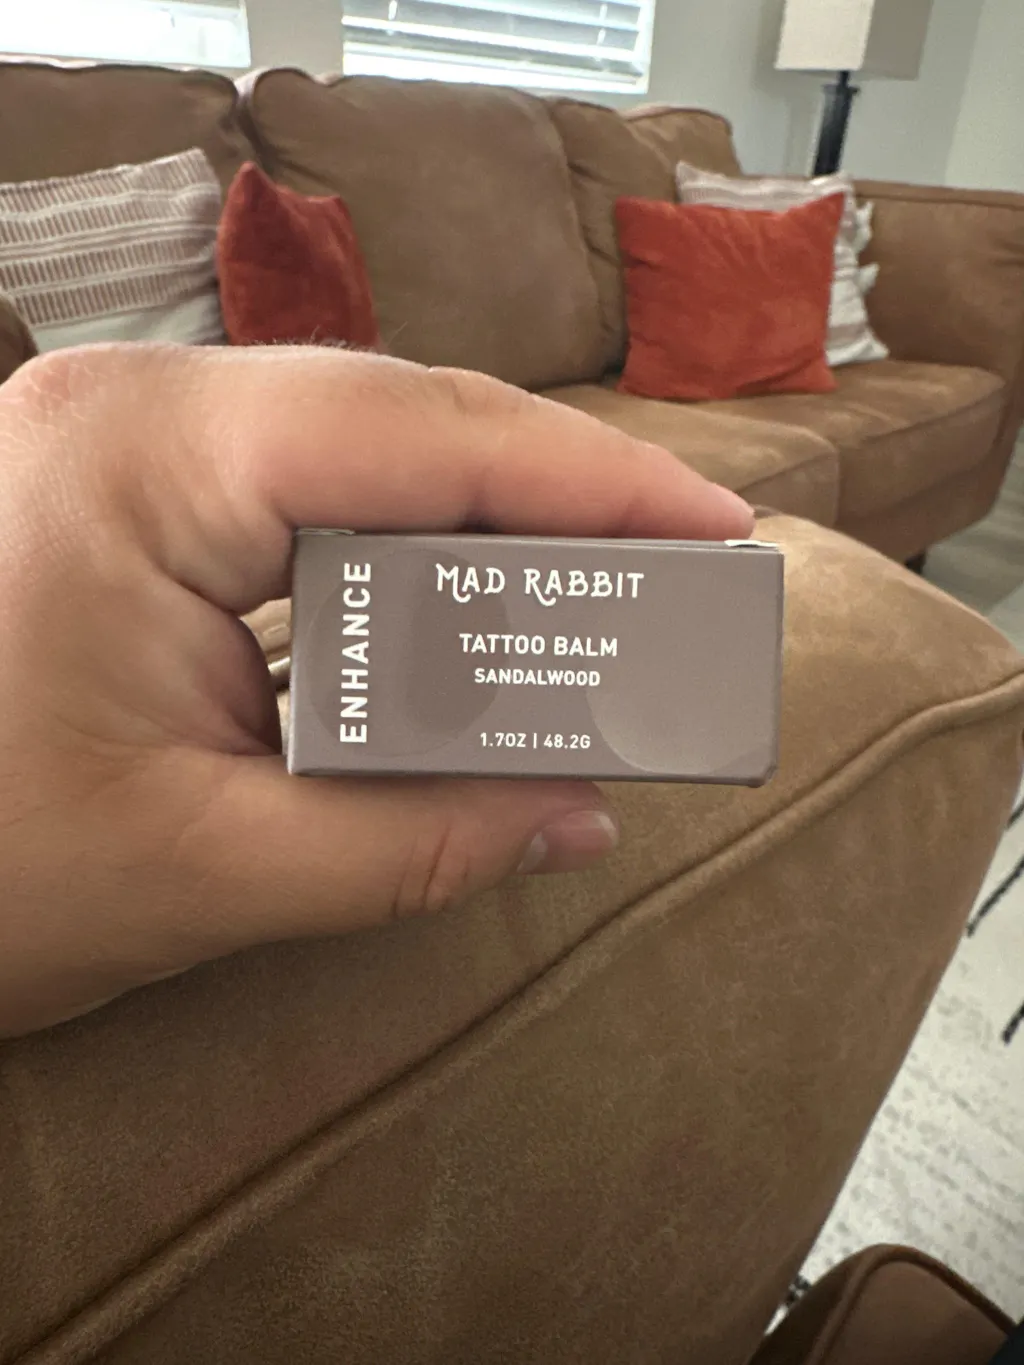 ENHANCE
MAD RABBIT
TATTOO BALM
SANDALWOOD
1.7OZ | 48.2G